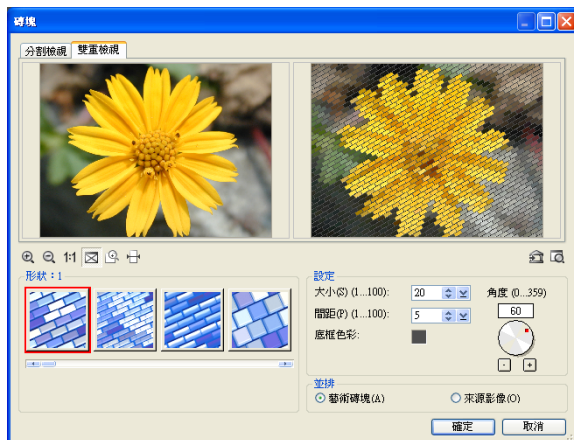 磚塊
分割檢視 雙重檢視
1:1
形狀：1
設定
大小(S) (1...100): 20 角度 (0...359)
間距(P) (1...100): 5 60
底框色彩:
- +
並排
藝術磚塊(A) 來源影像(O)
確定 取消